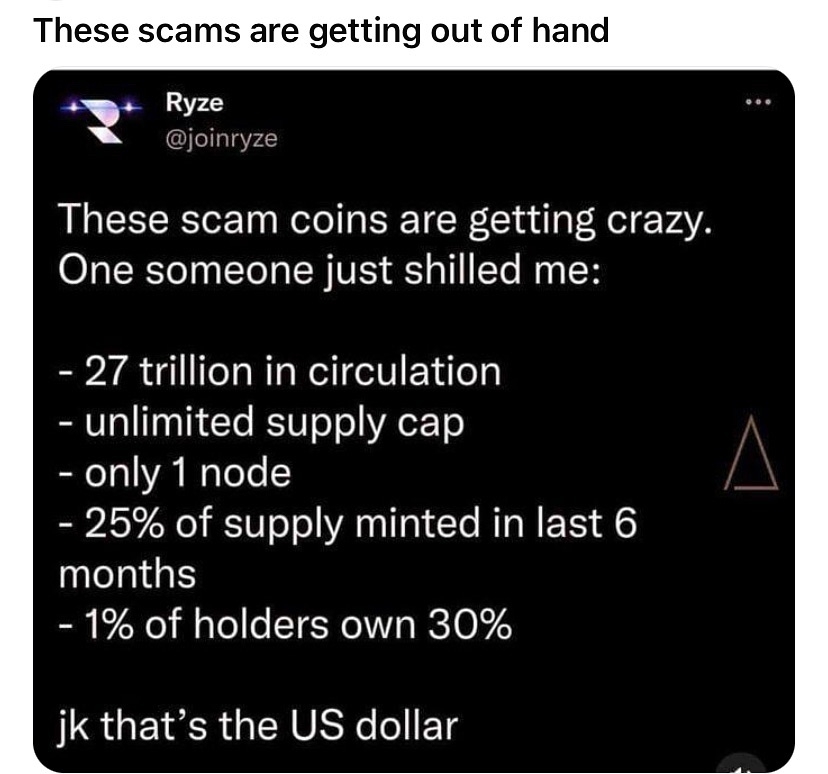 These scams are getting out of hand
Ryze
@joinryze
These scam coins are getting crazy.
One someone just shilled me:
- 27 trillion in circulation
- unlimited supply cap
- only 1 node
- 25% of supply minted in last 6
months
- 1% of holders own 30%
jk that’s the US dollar